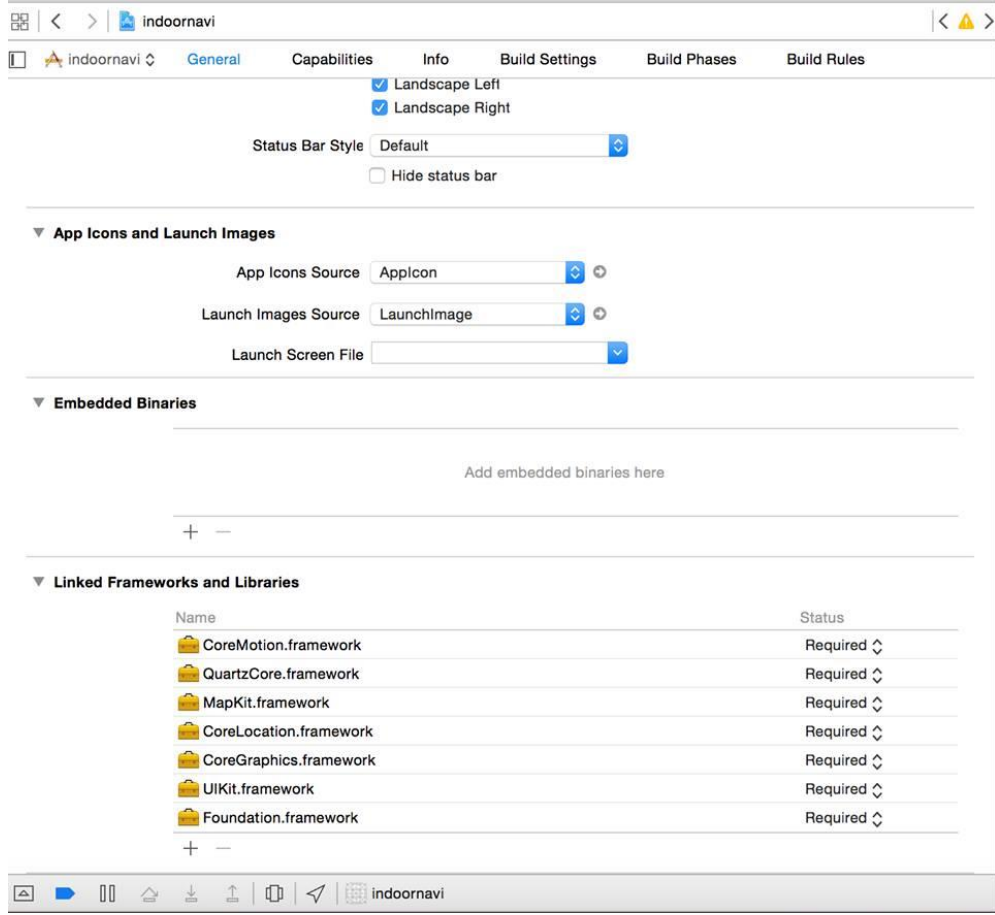 indoornavi
indoornavi General Capabilities Info Build Settings Build Phases Build Rules
Landscape Left
Landscape Right
Status Bar Style Default
Hide status bar
App Icons and Launch Images
App Icons Source AppIcon
Launch Images Source LaunchImage
Launch Screen File
Embedded Binaries
Add embedded binaries here
Linked Frameworks and Libraries
Name Status
CoreMotion.framework Required
QuartzCore.framework Required
MapKit.framework Required
CoreLocation.framework Required
CoreGraphics.framework Required
UIKit.framework Required
Foundation.framework Required
indoornavi